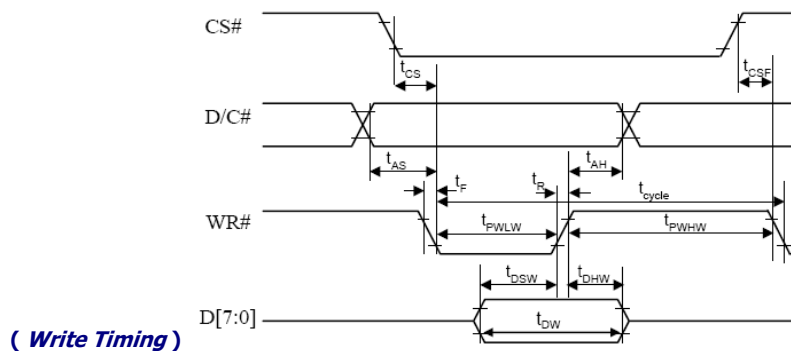 CS#
tCS
tCSF
D/C#
tAS
tAH
tF
tR
tcycle
WR#
tPWLW
tPWHW
tDSW
tDHW
D[7:0]
tDW
( Write Timing )